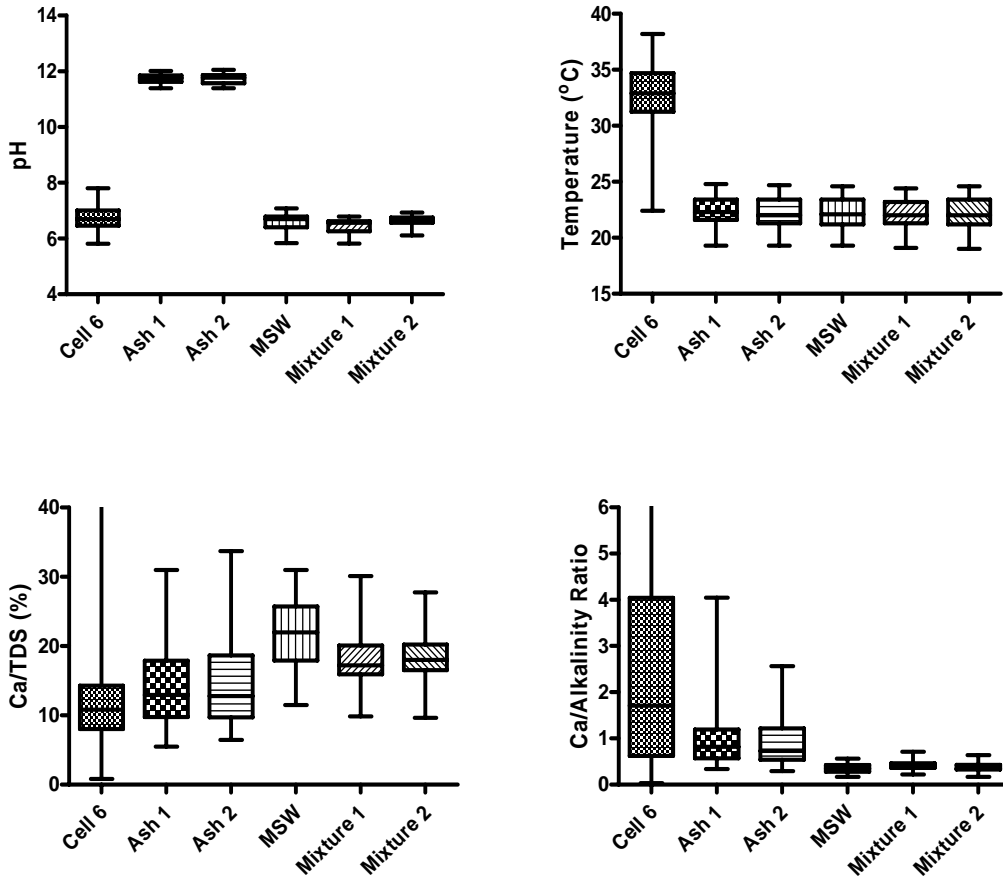 pH
14
12
10
8
6
4
Cell 6
Ash 1
Ash 2
MSW
Mixture 1
Mixture 2
Temperature (°C)
40
35
30
25
20
15
Cell 6
Ash 1
Ash 2
MSW
Mixture 1
Mixture 2
Ca/TDS (%)
40
30
20
10
0
Cell 6
Ash 1
Ash 2
MSW
Mixture 1
Mixture 2
Ca/Alkalinity Ratio
6
5
4
3
2
1
0
Cell 6
Ash 1
Ash 2
MSW
Mixture 1
Mixture 2